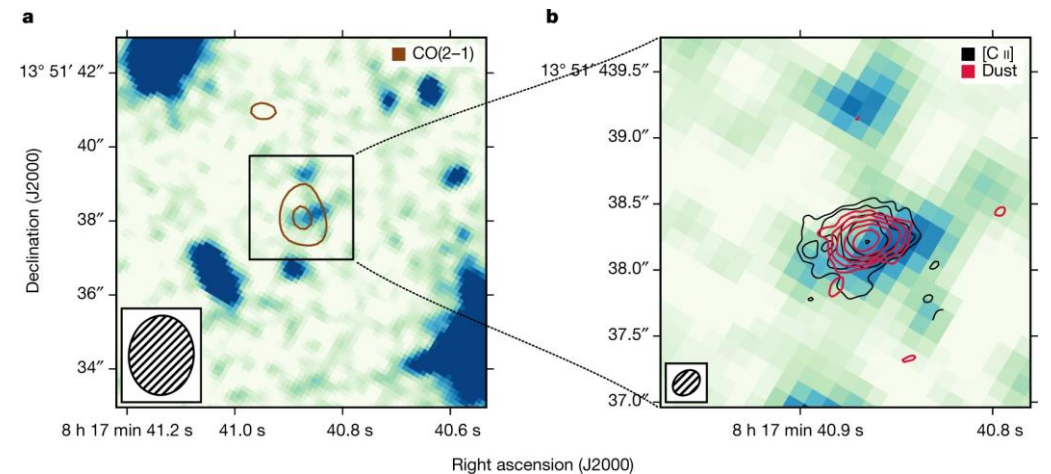 a
CO(2–1)
13° 51′ 42″
40″
38″
36″
34″
Declination (J2000)
8 h 17 min 41.2 s
41.0 s
40.8 s
40.6 s
b
[C II]
Dust
13° 51′ 439.5″
39.0″
38.5″
38.0″
37.5″
37.0″
8 h 17 min 40.9 s
40.8 s
Right ascension (J2000)